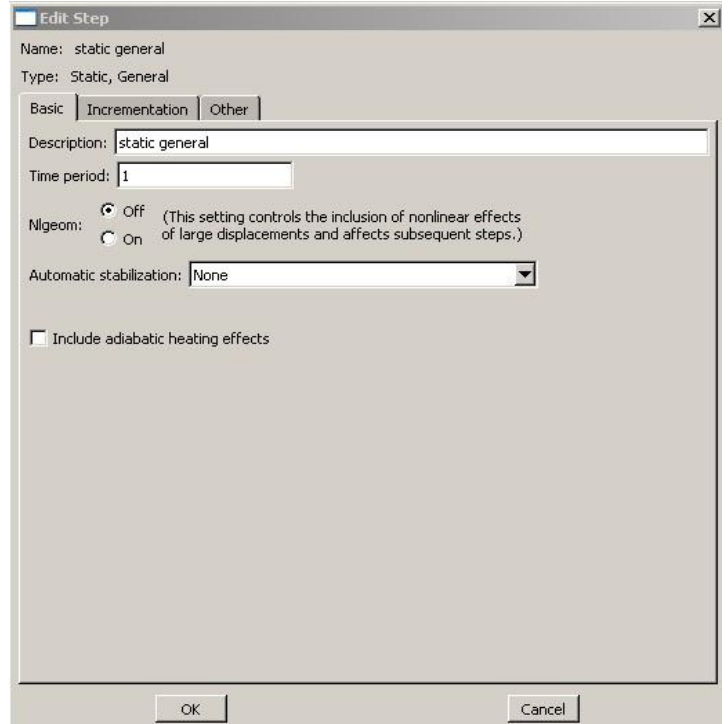 Edit Step
Name: static general
Type: Static, General
Basic Incrementation Other
Description: static general
Time period: 1
Nlgeom: Off (This setting controls the inclusion of nonlinear effects
On of large displacements and affects subsequent steps.)
Automatic stabilization: None
Include adiabatic heating effects
OK Cancel